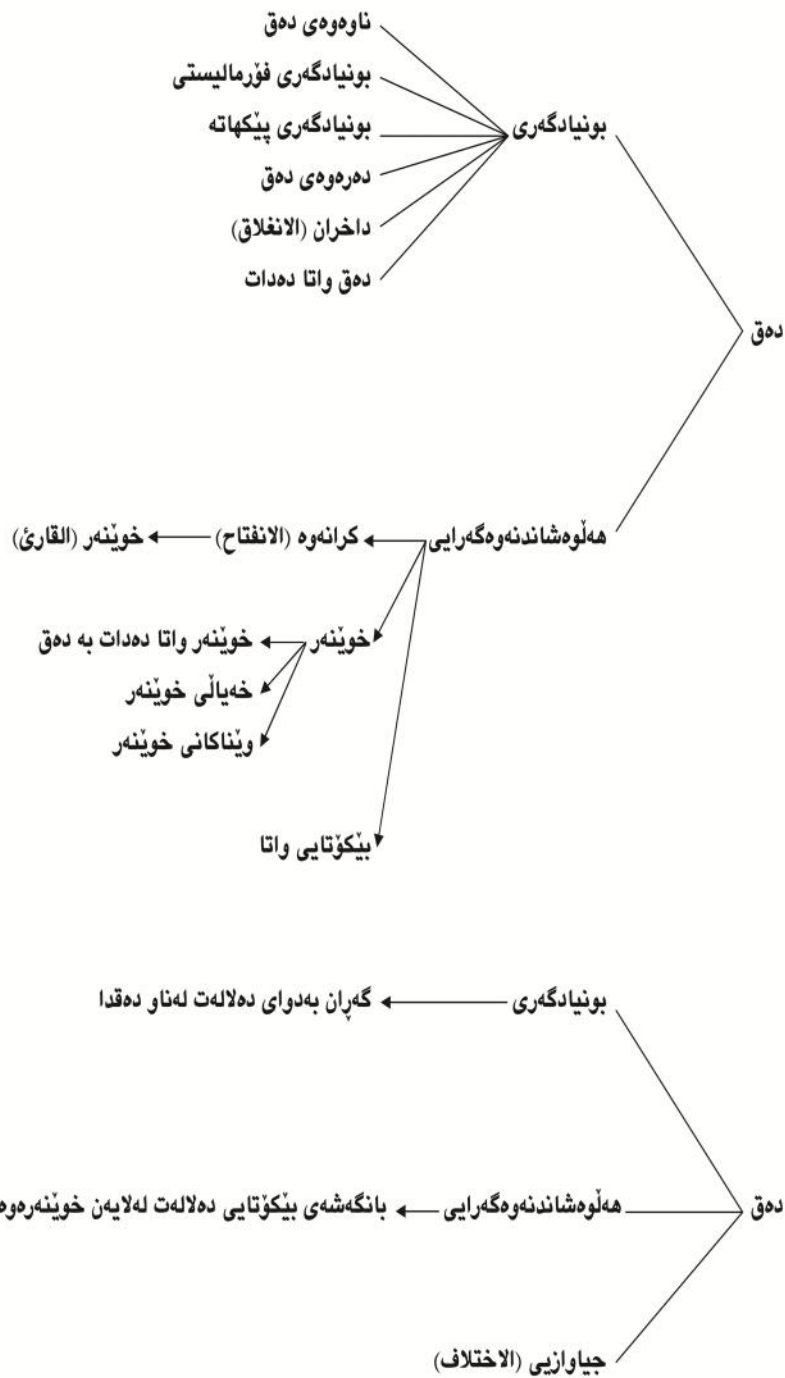 ناوەوەی دەق
بونیادگەری فۆرمالیستی
بونیادگەری
بونیادگەری پێکهاتە
دەرەوەی دەق
داخران (الانغلاق)
دەق واتا دەدات
دەق
هەڵوەشاندنەوەگەرایی
کرانەوە (الانفتاح)
خوێنەر (القارئ)
خوێنەر
خوێنەر واتا دەدات بە دەق
خەیاڵی خوێنەر
وێناکانی خوێنەر
بێکۆتایی واتا
بونیادگەری
گەڕان بەدوای دەلالەت لەناو دەقدا
دەق
هەڵوەشاندنەوەگەرایی
بانگەشەی بێکۆتایی دەلالەت لەلایەن خوێنەرەوە
جیاوازیی (الاختلاف)